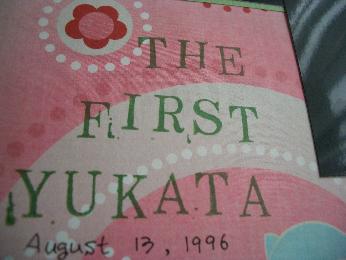 THE
FIRST
YUKATA
August 13, 1996